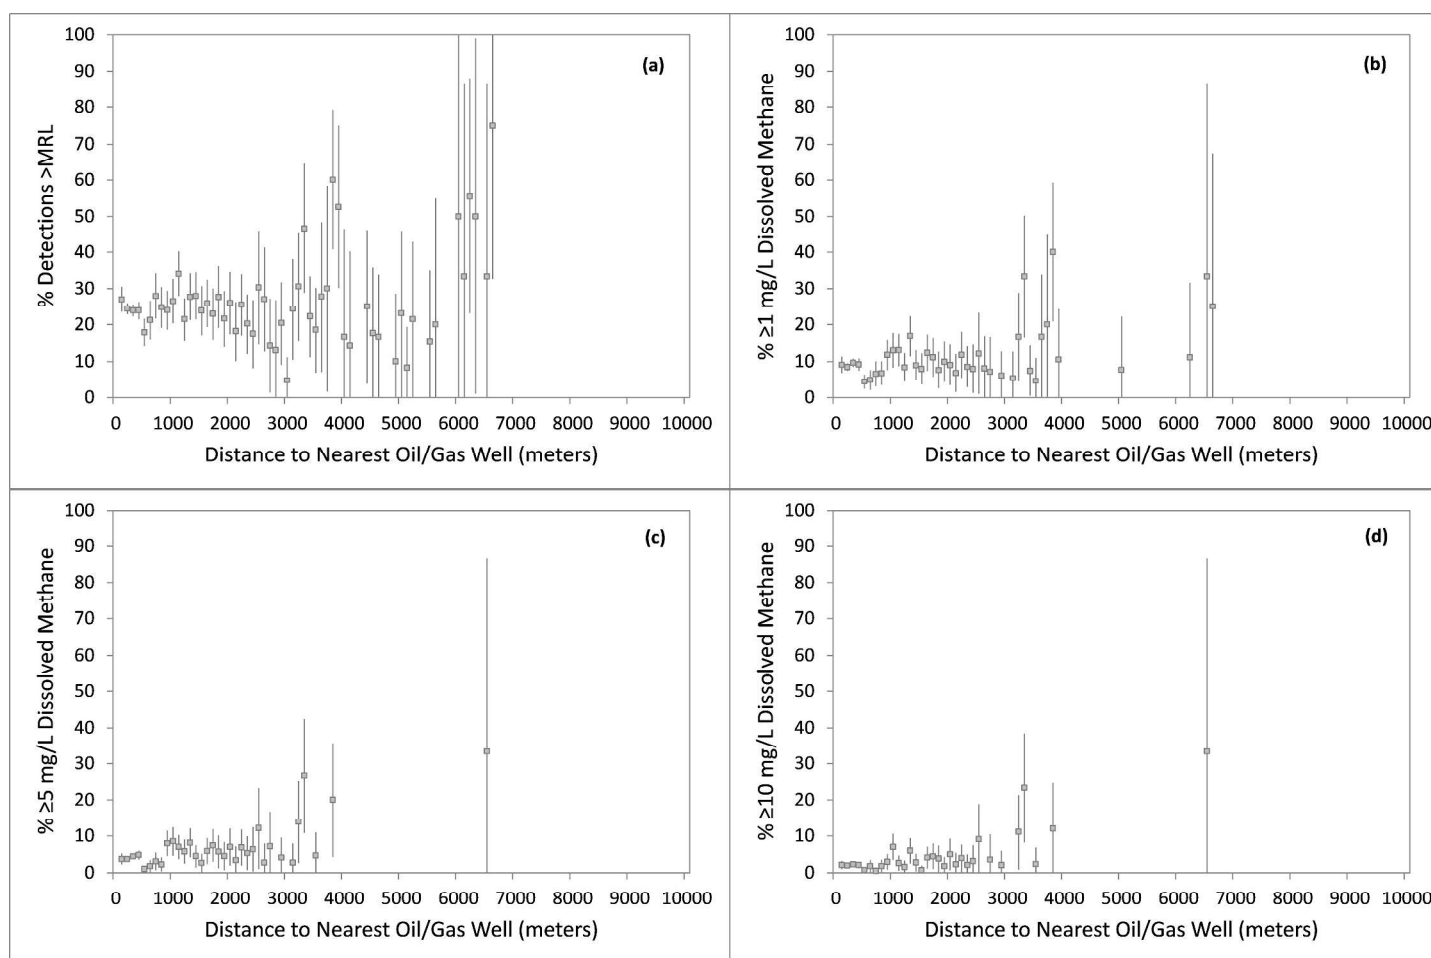 (a)
% Detections >MRL
100
90
80
70
60
50
40
30
20
10
0
0 1000 2000 3000 4000 5000 6000 7000 8000 9000 10000
Distance to Nearest Oil/Gas Well (meters)
(b)
% ≥1 mg/L Dissolved Methane
100
90
80
70
60
50
40
30
20
10
0
0 1000 2000 3000 4000 5000 6000 7000 8000 9000 10000
Distance to Nearest Oil/Gas Well (meters)
(c)
% ≥5 mg/L Dissolved Methane
100
90
80
70
60
50
40
30
20
10
0
0 1000 2000 3000 4000 5000 6000 7000 8000 9000 10000
Distance to Nearest Oil/Gas Well (meters)
(d)
% ≥10 mg/L Dissolved Methane
100
90
80
70
60
50
40
30
20
10
0
0 1000 2000 3000 4000 5000 6000 7000 8000 9000 10000
Distance to Nearest Oil/Gas Well (meters)